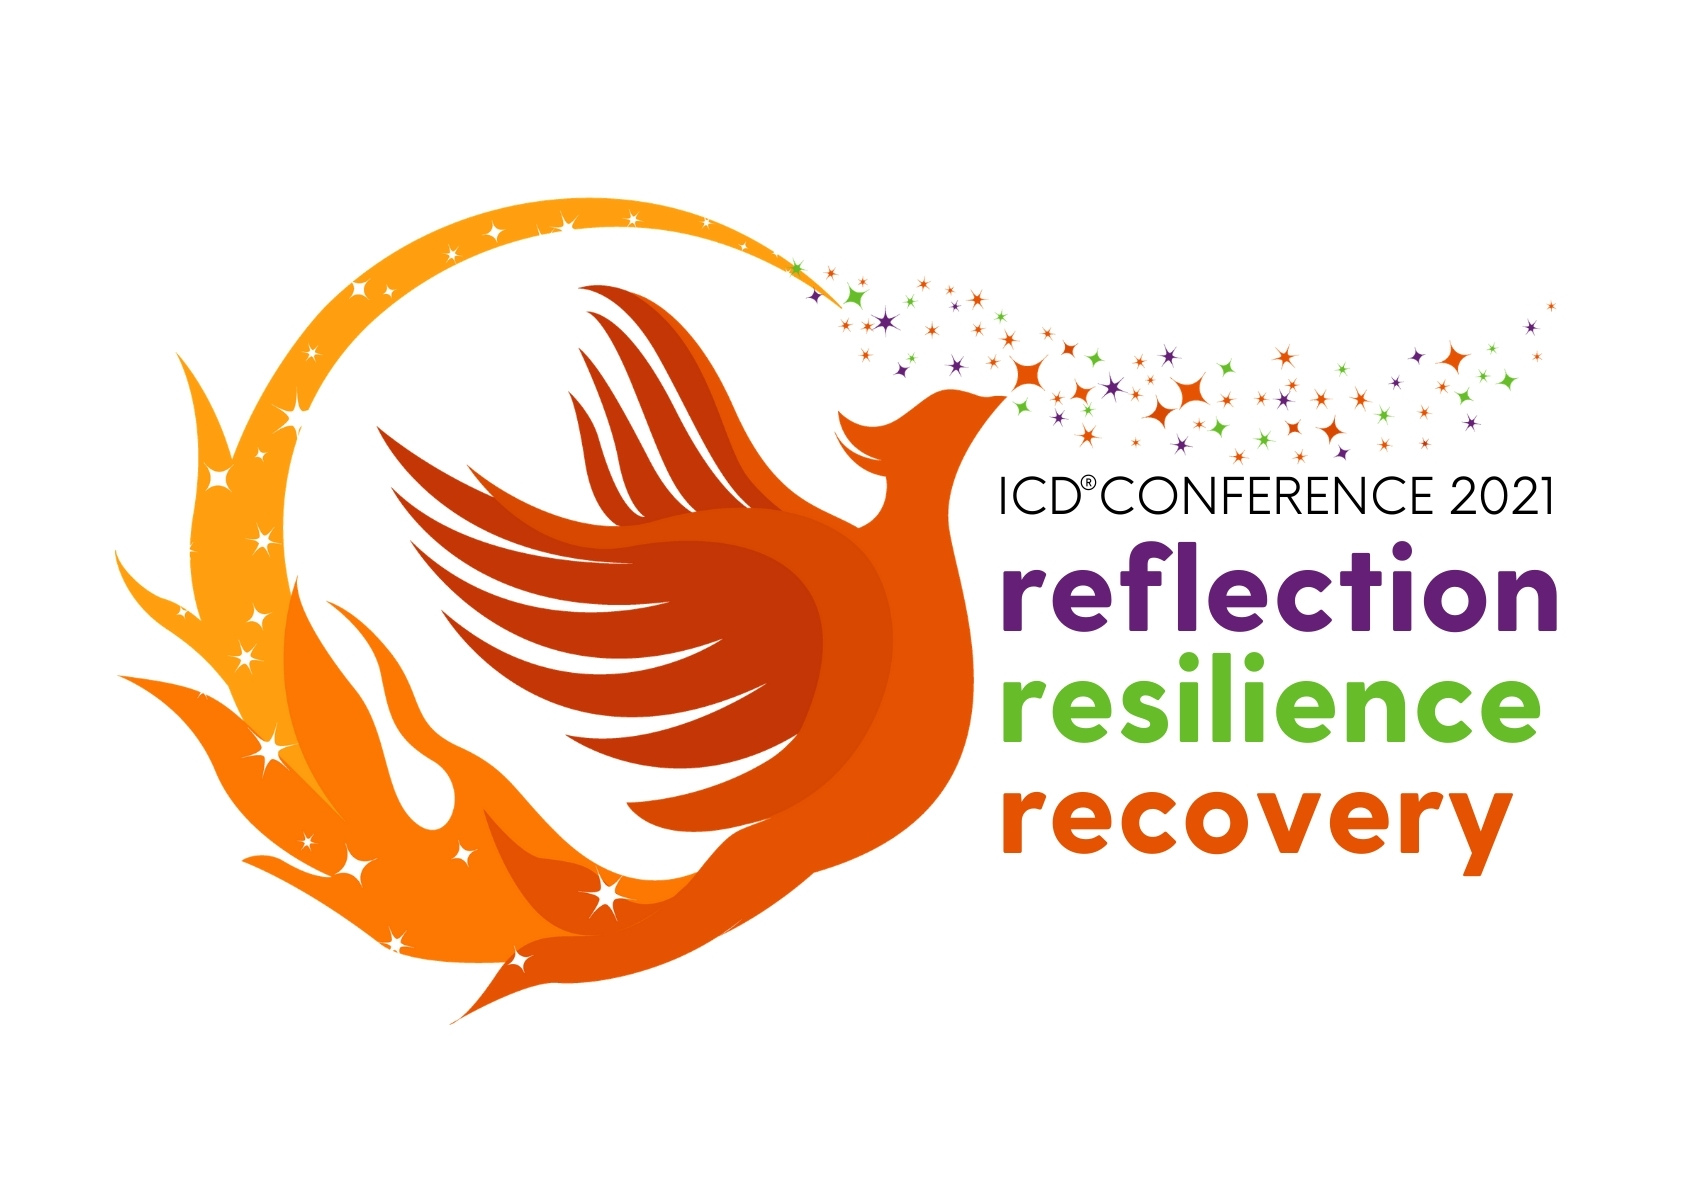 ICD® CONFERENCE 2021
reflection
resilience
recovery